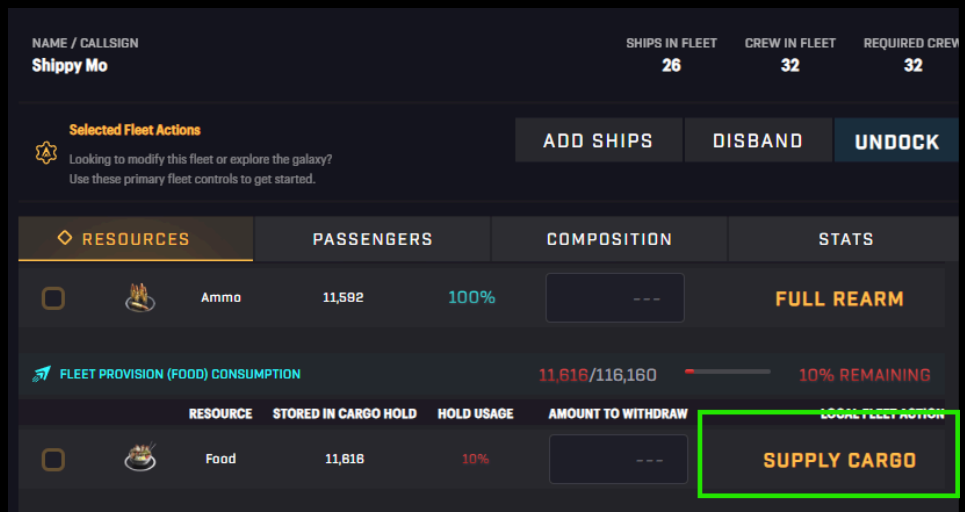 NAME / CALLSIGN
Shippy Mo
SHIPS IN FLEET
26
CREW IN FLEET
32
REQUIRED CREW
32
Selected Fleet Actions
Looking to modify this fleet or explore the galaxy?
Use these primary fleet controls to get started.
ADD SHIPS
DISBAND
UNDOCK
RESOURCES
PASSENGERS
COMPOSITION
STATS
Ammo 11,592 100% --- FULL REARM
FLEET PROVISION (FOOD) CONSUMPTION 11,616/116,160 10% REMAINING
RESOURCE STORED IN CARGO HOLD HOLD USAGE AMOUNT TO WITHDRAW LOCAL FLEET ACTION
Food 11,616 10% --- SUPPLY CARGO